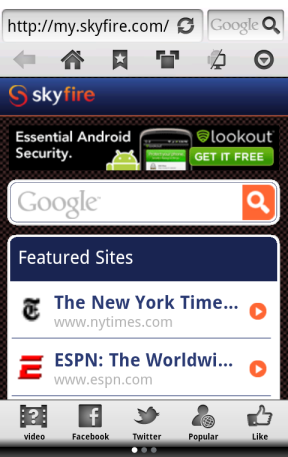 http://my.skyfire.com/
Google
skyfire
Essential Android
Security.
lookout
GET IT FREE
Google
Featured Sites
The New York Time...
www.nytimes.com
ESPN: The Worldwi...
www.espn.com
video
Facebook
Twitter
Popular
Like